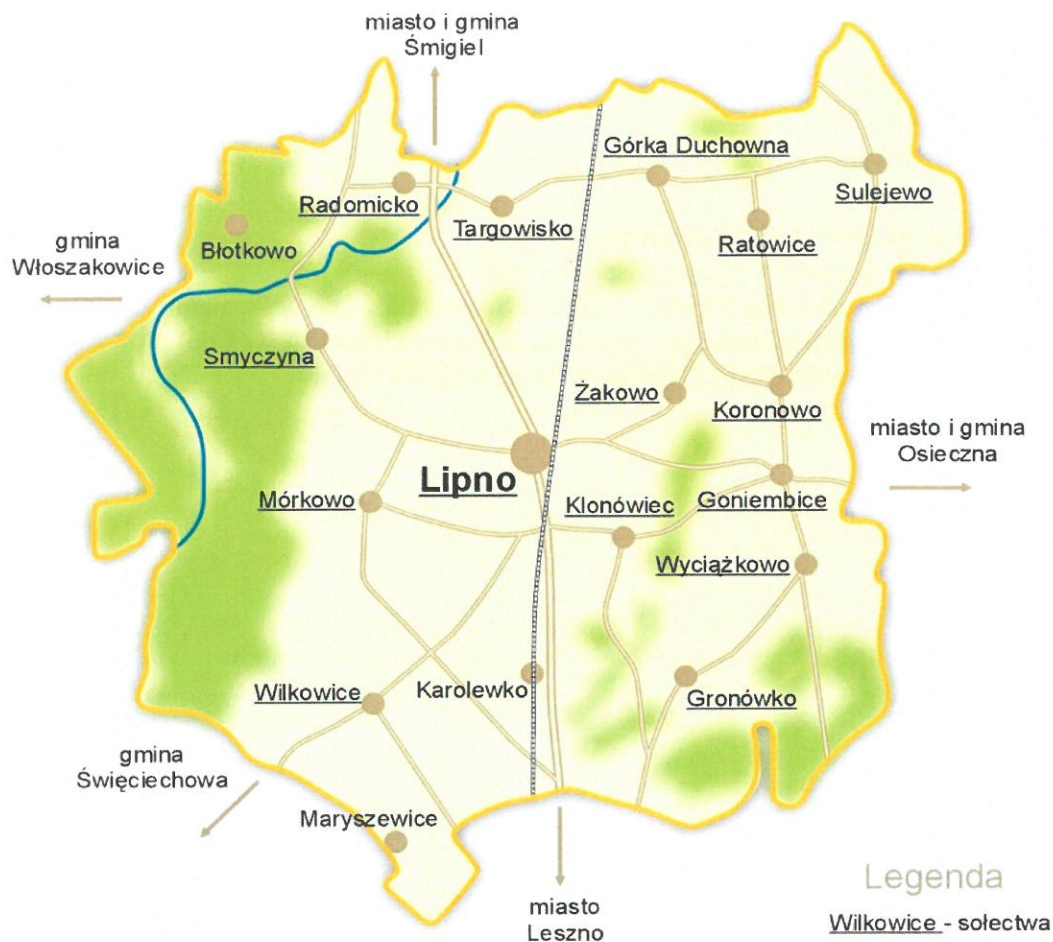 miasto i gmina
Śmigiel
Górka Duchowna
Sulejewo
Radomicko
Targowisko
Ratowice
Błotkowo
gmina
Włoszakowice
Smyczyna
Żakowo
Koronowo
miasto i gmina
Osieczna
Lipno
Mórkowo
Klonówiec
Goniembice
Wyciążkowo
Wilkowice
Karolewko
Gronówko
gmina
Święciechowa
Maryszewice
miasto
Leszno
Legenda
Wilkowice - sołectwa